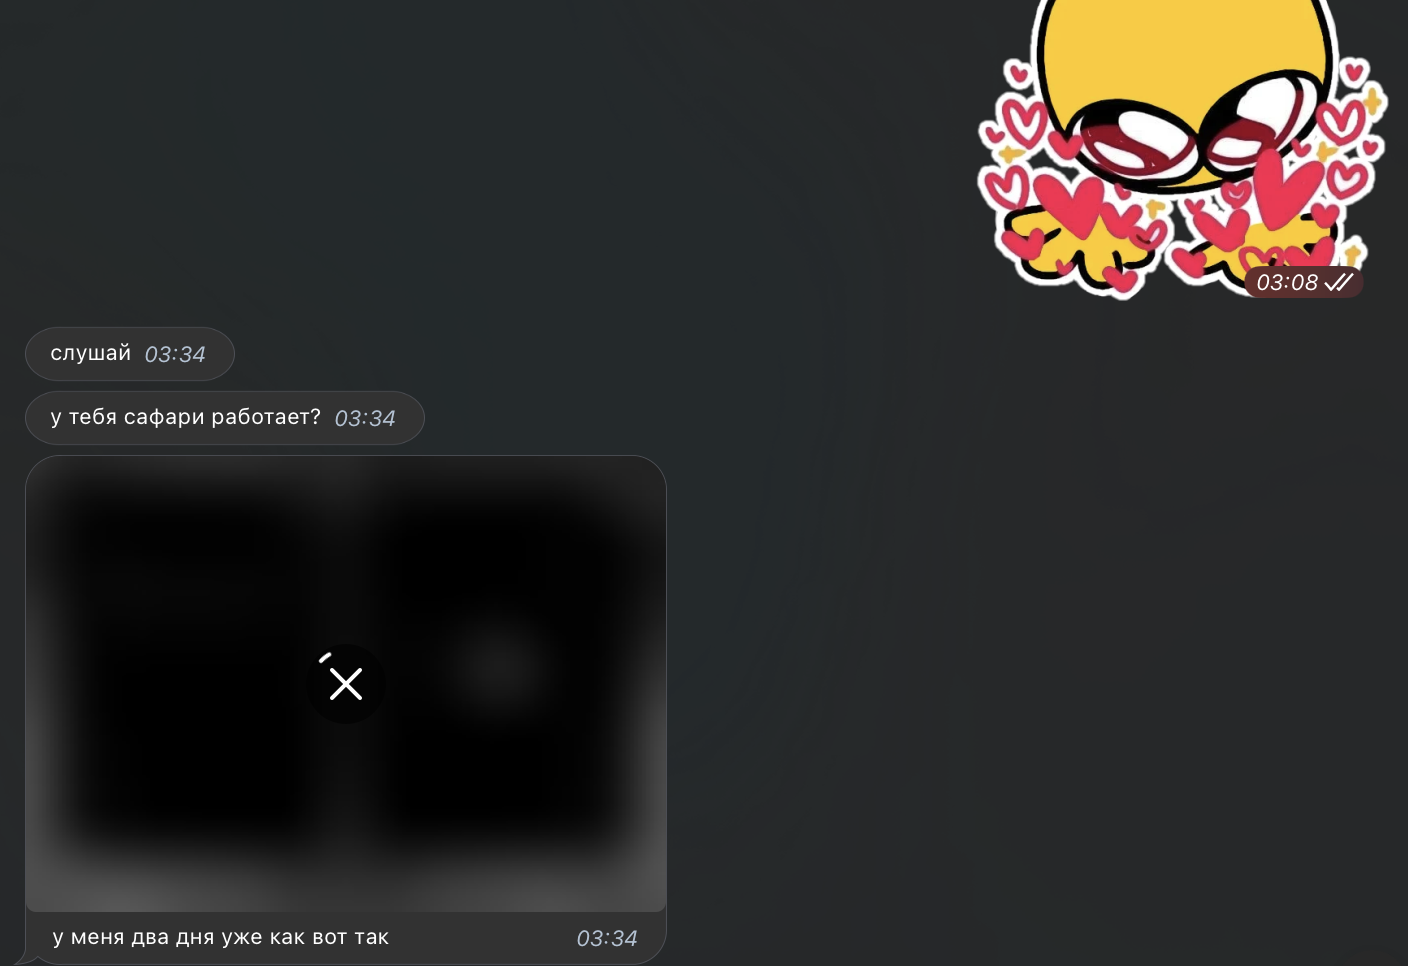 03:08
слушай 03:34
у тебя сафари работает? 03:34
у меня два дня уже как вот так 03:34